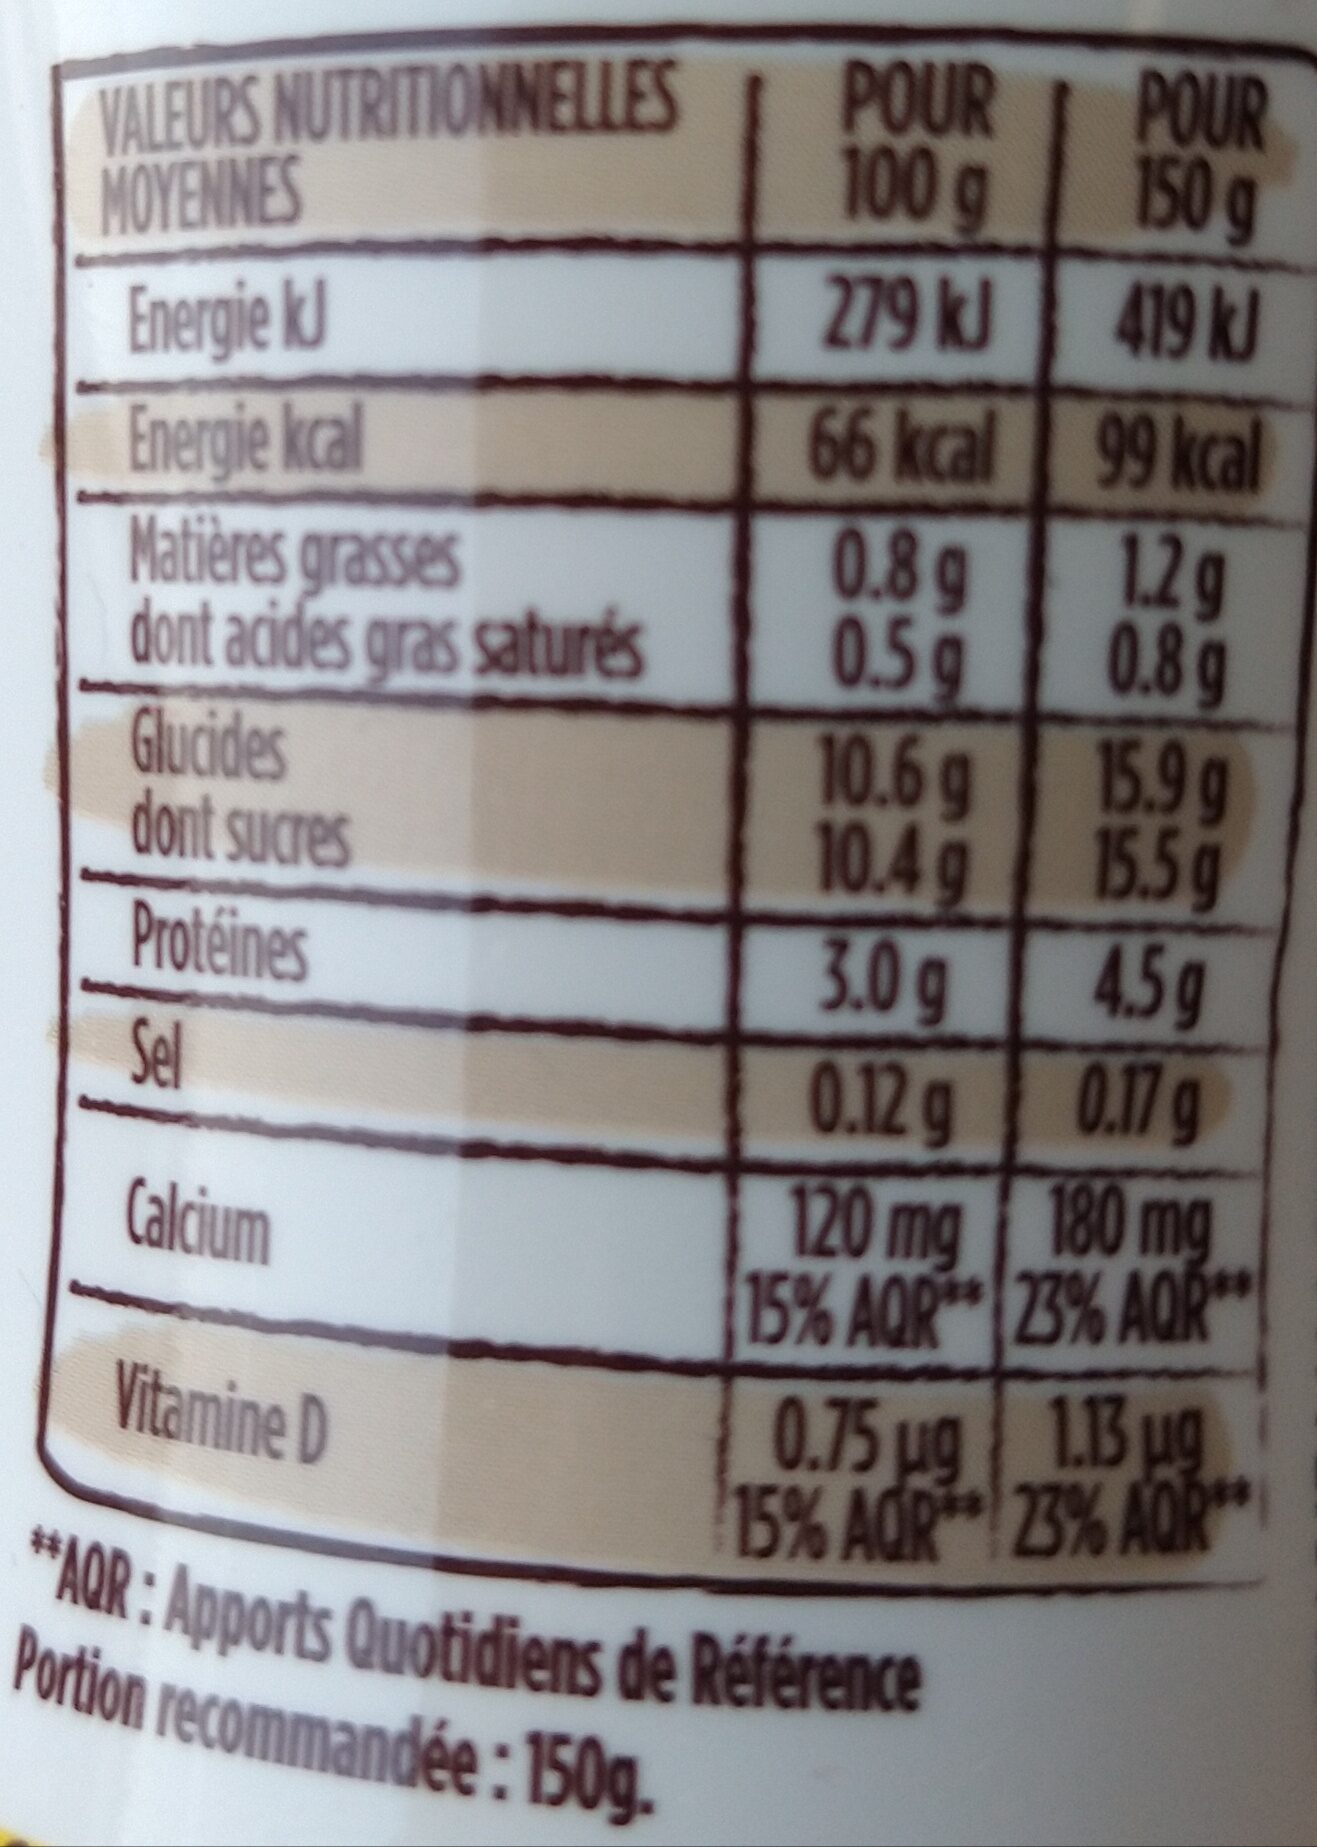 VALEURS NUTRITIONNELLES MOYENNES POUR 100 g POUR 150 g
Energie kJ 279 kJ 419 kJ
Energie kcal 66 kcal 99 kcal
Matières grasses 0.8 g 1.2 g
dont acides gras saturés 0.5 g 0.8 g
Glucides 10.6 g 15.9 g
dont sucres 10.4 g 15.5 g
Protéines 3.0 g 4.5 g
Sel 0.12 g 0.17 g
Calcium 120 mg 180 mg
15% AQR** 23% AQR**
Vitamine D 0.75 µg 1.13 µg
15% AQR** 23% AQR**
**AQR : Apports Quotidiens de Référence
Portion recommandée : 150g.